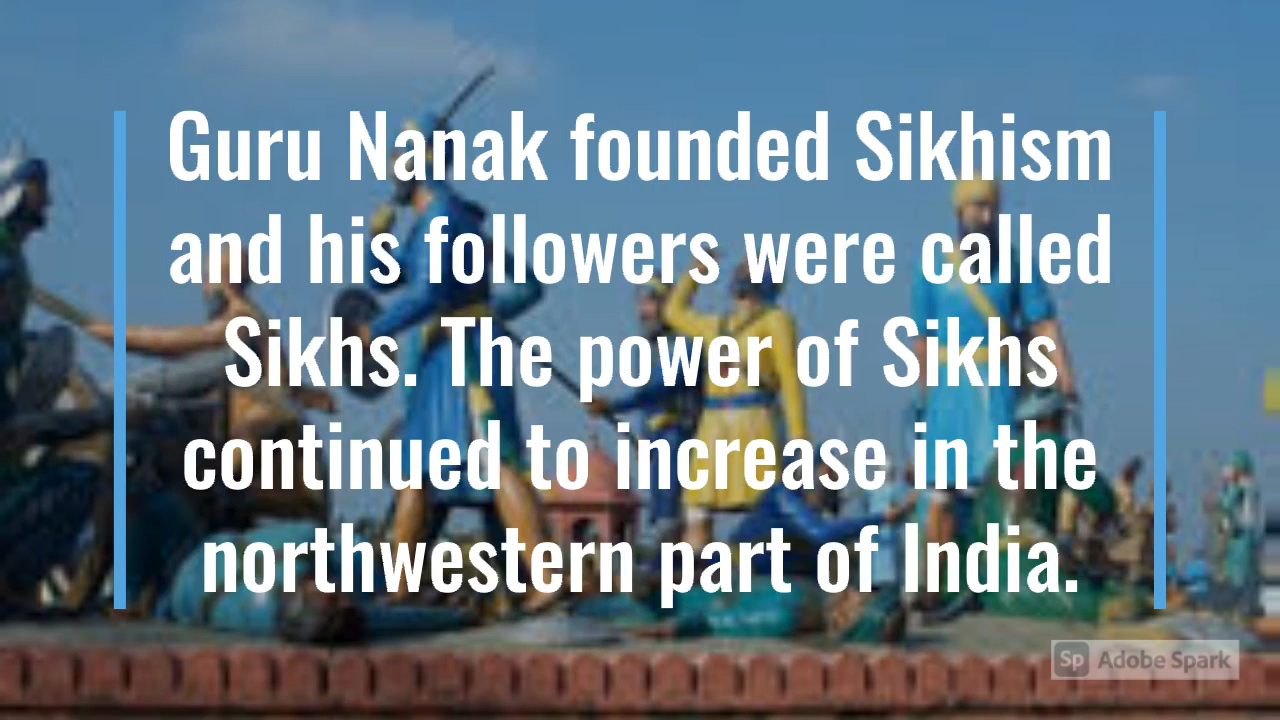 Guru Nanak founded Sikhism
and his followers were called
Sikhs. The power of Sikhs
continued to increase in the
northwestern part of India.
Sp Adobe Spark